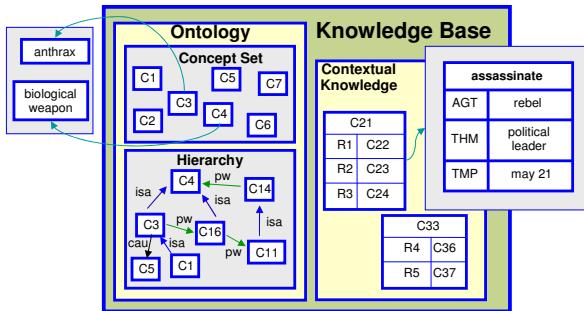 Ontology
Knowledge Base
anthrax
biological
weapon
Concept Set
C1
C5
C7
C3
C2
C4
C6
Hierarchy
C4
pw
C14
isa
isa
isa
C3
pw
C16
cau
isa
pw
C11
C5
C1
Contextual
Knowledge
C21
R1 C22
R2 C23
R3 C24
C33
R4 C36
R5 C37
assassinate
AGT rebel
THM political
leader
TMP may 21